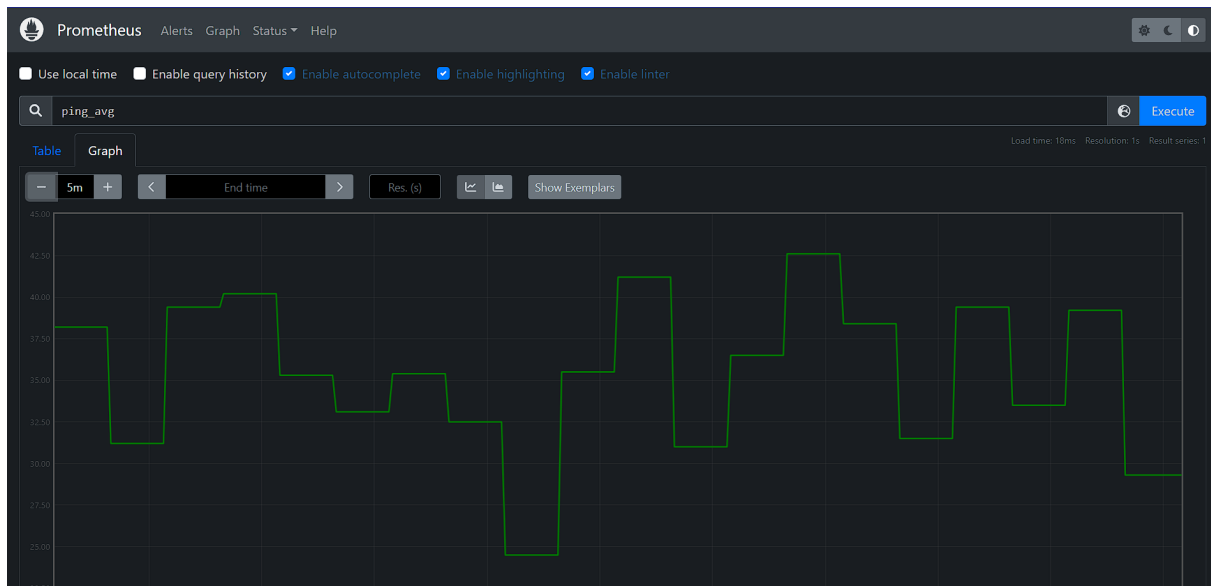 Prometheus Alerts Graph Status Help
Use local time Enable query history Enable autocomplete Enable highlighting Enable linter
ping_avg Execute
Load time: 18ms Resolution: 1s Result series: 1
Table Graph
− 5m + < End time > Res. (s) Show Exemplars
45.00
42.50
40.00
37.50
35.00
32.50
30.00
27.50
25.00